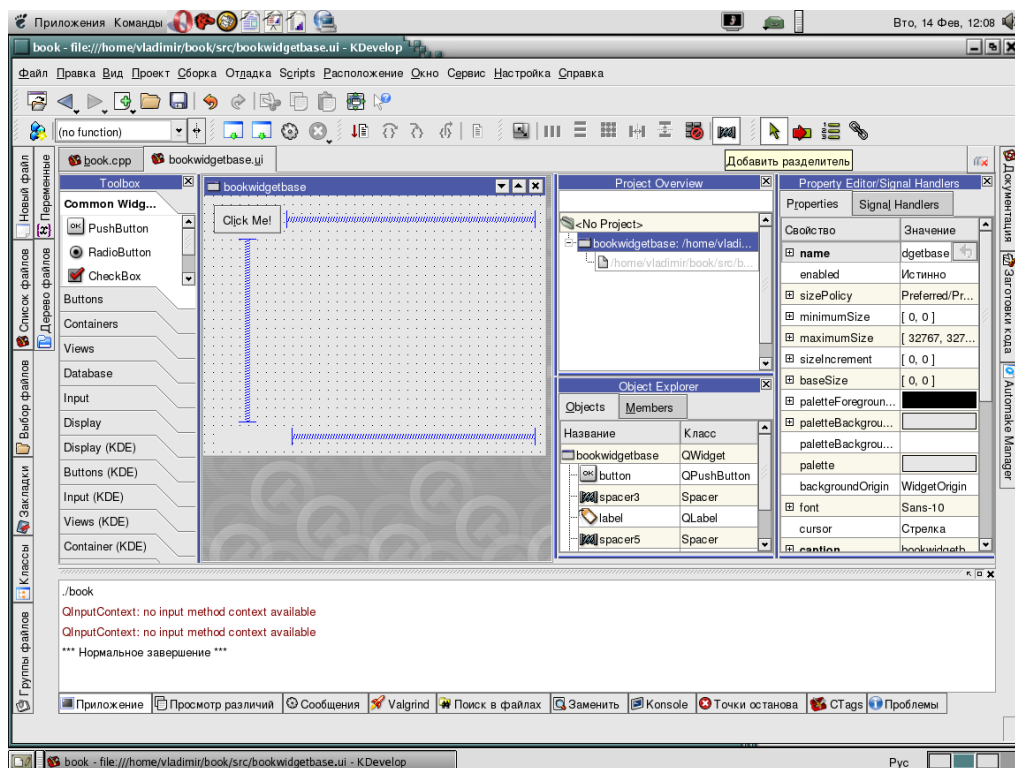 Приложения Команды
Вто, 14 Фев, 12:08
book - file:///home/vladimir/book/src/bookwidgetbase.ui - KDevelop
Файл Правка Вид Проект Сборка Отладка Scripts Расположение Окно Сервис Настройка Справка
(no function)
Добавить разделитель
book.cpp
bookwidgetbase.ui
Новый файл
Переменные
Список файлов
Дерево файлов
Выбор файлов
Закладки
Классы
Группы файлов
Toolbox
Common Widg...
PushButton
RadioButton
CheckBox
Buttons
Containers
Views
Database
Input
Display
Display (KDE)
Buttons (KDE)
Input (KDE)
Views (KDE)
Container (KDE)
bookwidgetbase
Click Me!
Project Overview
<No Project>
bookwidgetbase: /home/vladi...
/home/vladimir/book/src/b...
Object Explorer
Objects Members
Название Класс
bookwidgetbase QWidget
button QPushButton
spacer3 Spacer
label QLabel
spacer5 Spacer
Property Editor/Signal Handlers
Properties Signal Handlers
Свойство Значение
name dgetbase
enabled Истинно
sizePolicy Preferred/Pr...
minimumSize [ 0, 0 ]
maximumSize [ 32767, 327...
sizeIncrement [ 0, 0 ]
baseSize [ 0, 0 ]
paletteForegroun...
paletteBackgrou...
paletteBackgrou...
palette
backgroundOrigin WidgetOrigin
font Sans-10
cursor Стрелка
caption bookwidgetb
Документация
Заготовки кода
Automake Manager
./book
QInputContext: no input method context available
QInputContext: no input method context available
*** Нормальное завершение ***
Приложение Просмотр различий Сообщения Valgrind Поиск в файлах Заменить Konsole Точки останова CTags Проблемы
book - file:///home/vladimir/book/src/bookwidgetbase.ui - KDevelop
Рус